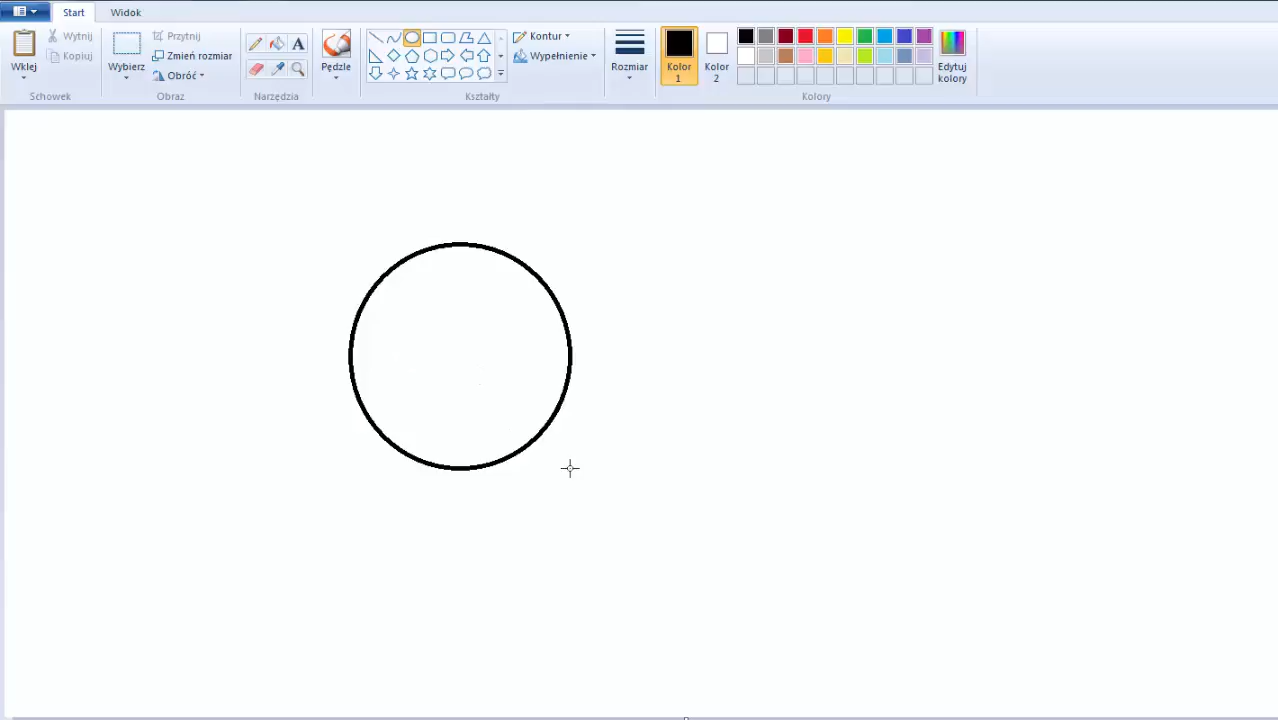 Start Widok
Wklej
Wytnij
Kopiuj
Schowek
Wybierz
Przytnij
Zmień rozmiar
Obróć
Obraz
A
Narzędzia
Pędzle
Kontur
Wypełnienie
Kształty
Rozmiar
Kolor
1
Kolor
2
Edytuj
kolory
Kolory